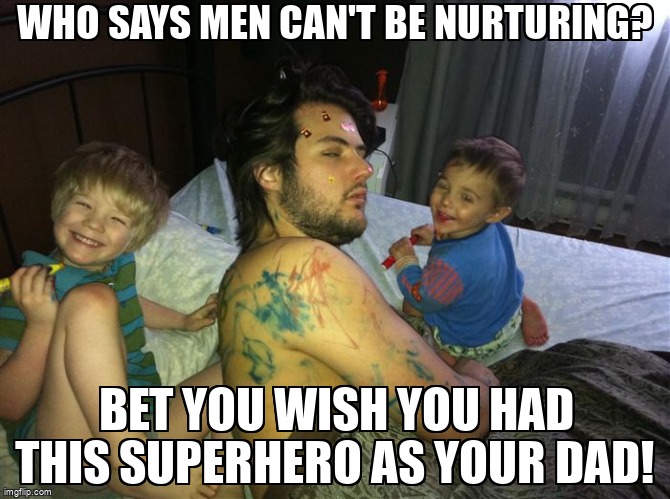 WHO SAYS MEN CAN'T BE NURTURING?
BET YOU WISH YOU HAD
THIS SUPERHERO AS YOUR DAD!
imgflip.com